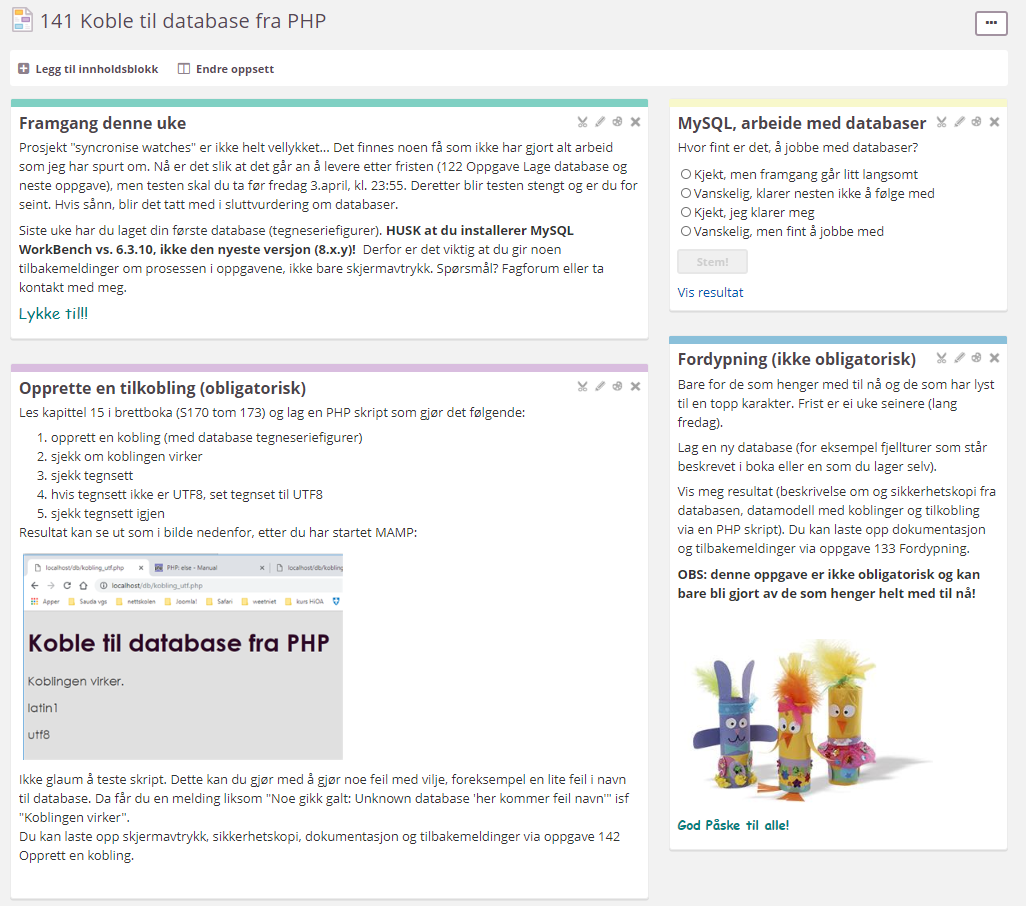 141 Koble til database fra PHP
Legg til innholdsblokk Endre oppsett
Framgang denne uke
Prosjekt "syncronise watches" er ikke helt vellykket... Det finnes noen få som ikke har gjort alt arbeid
som jeg har spurt om. Nå er det slik at det går an å levere etter fristen (122 Oppgave Lage database og
neste oppgave), men testen skal du ta før fredag 3.april, kl. 23:55. Deretter blir testen stengt og er du for
seint. Hvis sånn, blir det tatt med i sluttvurdering om databaser.
Siste uke har du laget din første database (tegneseriefigurer). HUSK at du installerer MySQL
WorkBench vs. 6.3.10, ikke den nyeste versjon (8.x.y)! Derfor er det viktig at du gir noen
tilbakemeldinger om prosessen i oppgavene, ikke bare skjermavtrykk. Spørsmål? Fagforum eller ta
kontakt med meg.
Lykke til!!
Opprette en tilkobling (obligatorisk)
Les kapittel 15 i brettboka (S170 tom 173) og lag en PHP skript som gjør det følgende:
1. opprett en kobling (med database tegneseriefigurer)
2. sjekk om koblingen virker
3. sjekk tegnsett
4. hvis tegnsett ikke er UTF8, set tegnset til UTF8
5. sjekk tegnsett igjen
Resultat kan se ut som i bilde nedenfor, etter du har startet MAMP:
localhost/db/kobling_utf.php PHP: else - Manual localhost/db/kobling
localhost/db/kobling_utf.php
Apper Sauda vgs nettskolen Joomla! Safari weetniet kurs HiOA
Koble til database fra PHP
Koblingen virker.
latin1
utf8
Ikke glaum å teste skript. Dette kan du gjør med å gjør noe feil med vilje, foreksempel en lite feil i navn
til database. Da får du en melding liksom "Noe gikk galt: Unknown database 'her kommer feil navn'" isf
"Koblingen virker".
Du kan laste opp skjermavtrykk, sikkerhetskopi, dokumentasjon og tilbakemeldinger via oppgave 142
Opprett en kobling.
MySQL, arbeide med databaser
Hvor fint er det, å jobbe med databaser?
Kjekt, men framgang går litt langsomt
Vanskelig, klarer nesten ikke å følge med
Kjekt, jeg klarer meg
Vanskelig, men fint å jobbe med
Stem!
Vis resultat
Fordypning (ikke obligatorisk)
Bare for de som henger med til nå og de som har lyst
til en topp karakter. Frist er ei uke seinere (lang
fredag).
Lag en ny database (for eksempel fjellturer som står
beskrevet i boka eller en som du lager selv).
Vis meg resultat (beskrivelse om og sikkerhetskopi fra
databasen, datamodell med koblinger og tilkobling
via en PHP skript). Du kan laste opp dokumentasjon
og tilbakemeldinger via oppgave 133 Fordypning.
OBS: denne oppgave er ikke obligatorisk og kan
bare bli gjort av de som henger helt med til nå!
God Påske til alle!